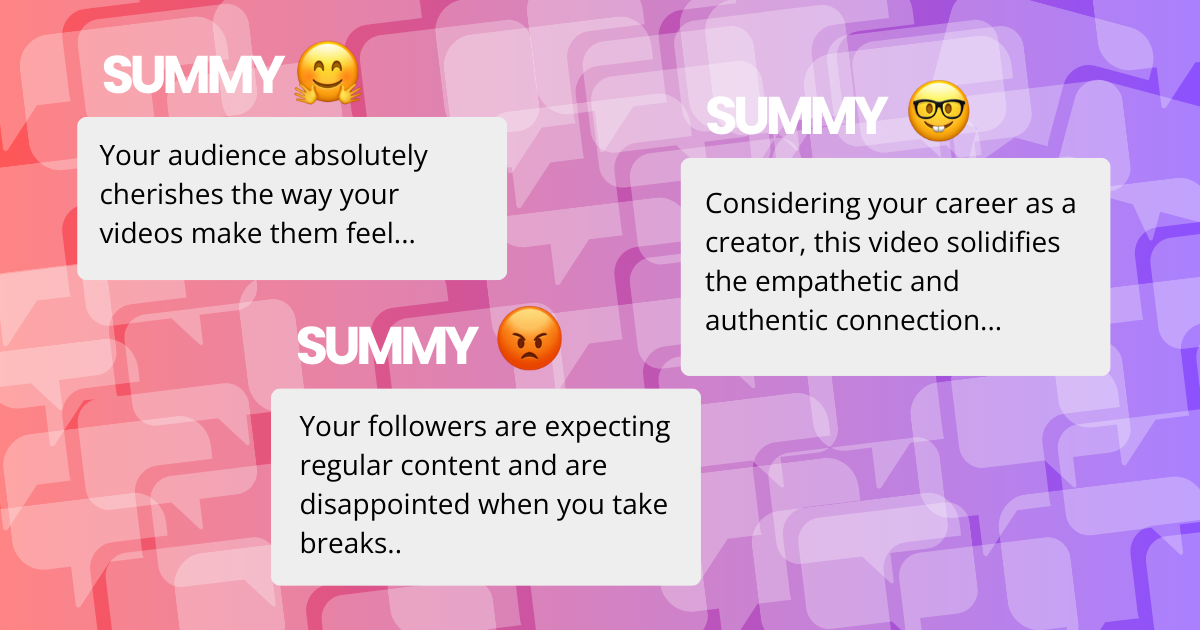 SUMMY 🤗
Your audience absolutely
cherishes the way your
videos make them feel...
SUMMY 🤓
Considering your career as a
creator, this video solidifies
the empathetic and
authentic connection...
SUMMY 😡
Your followers are expecting
regular content and are
disappointed when you take
breaks..